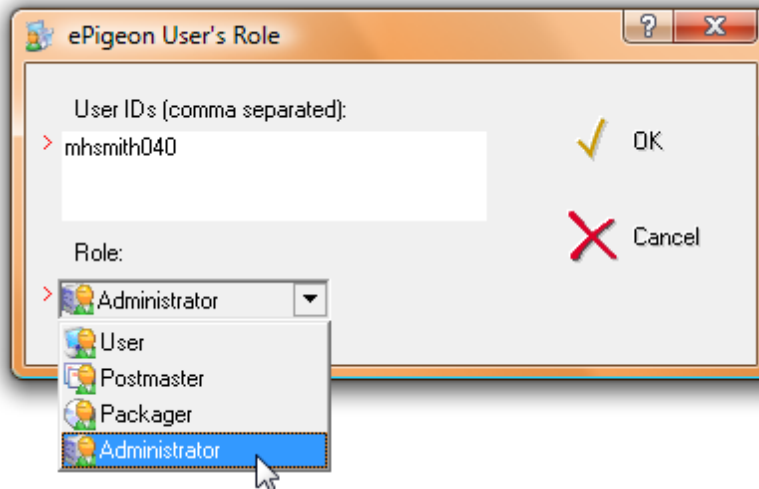 ePigeon User's Role
User IDs (comma separated):
mhsmith040
OK
Role:
Cancel
Administrator
User
Postmaster
Packager
Administrator